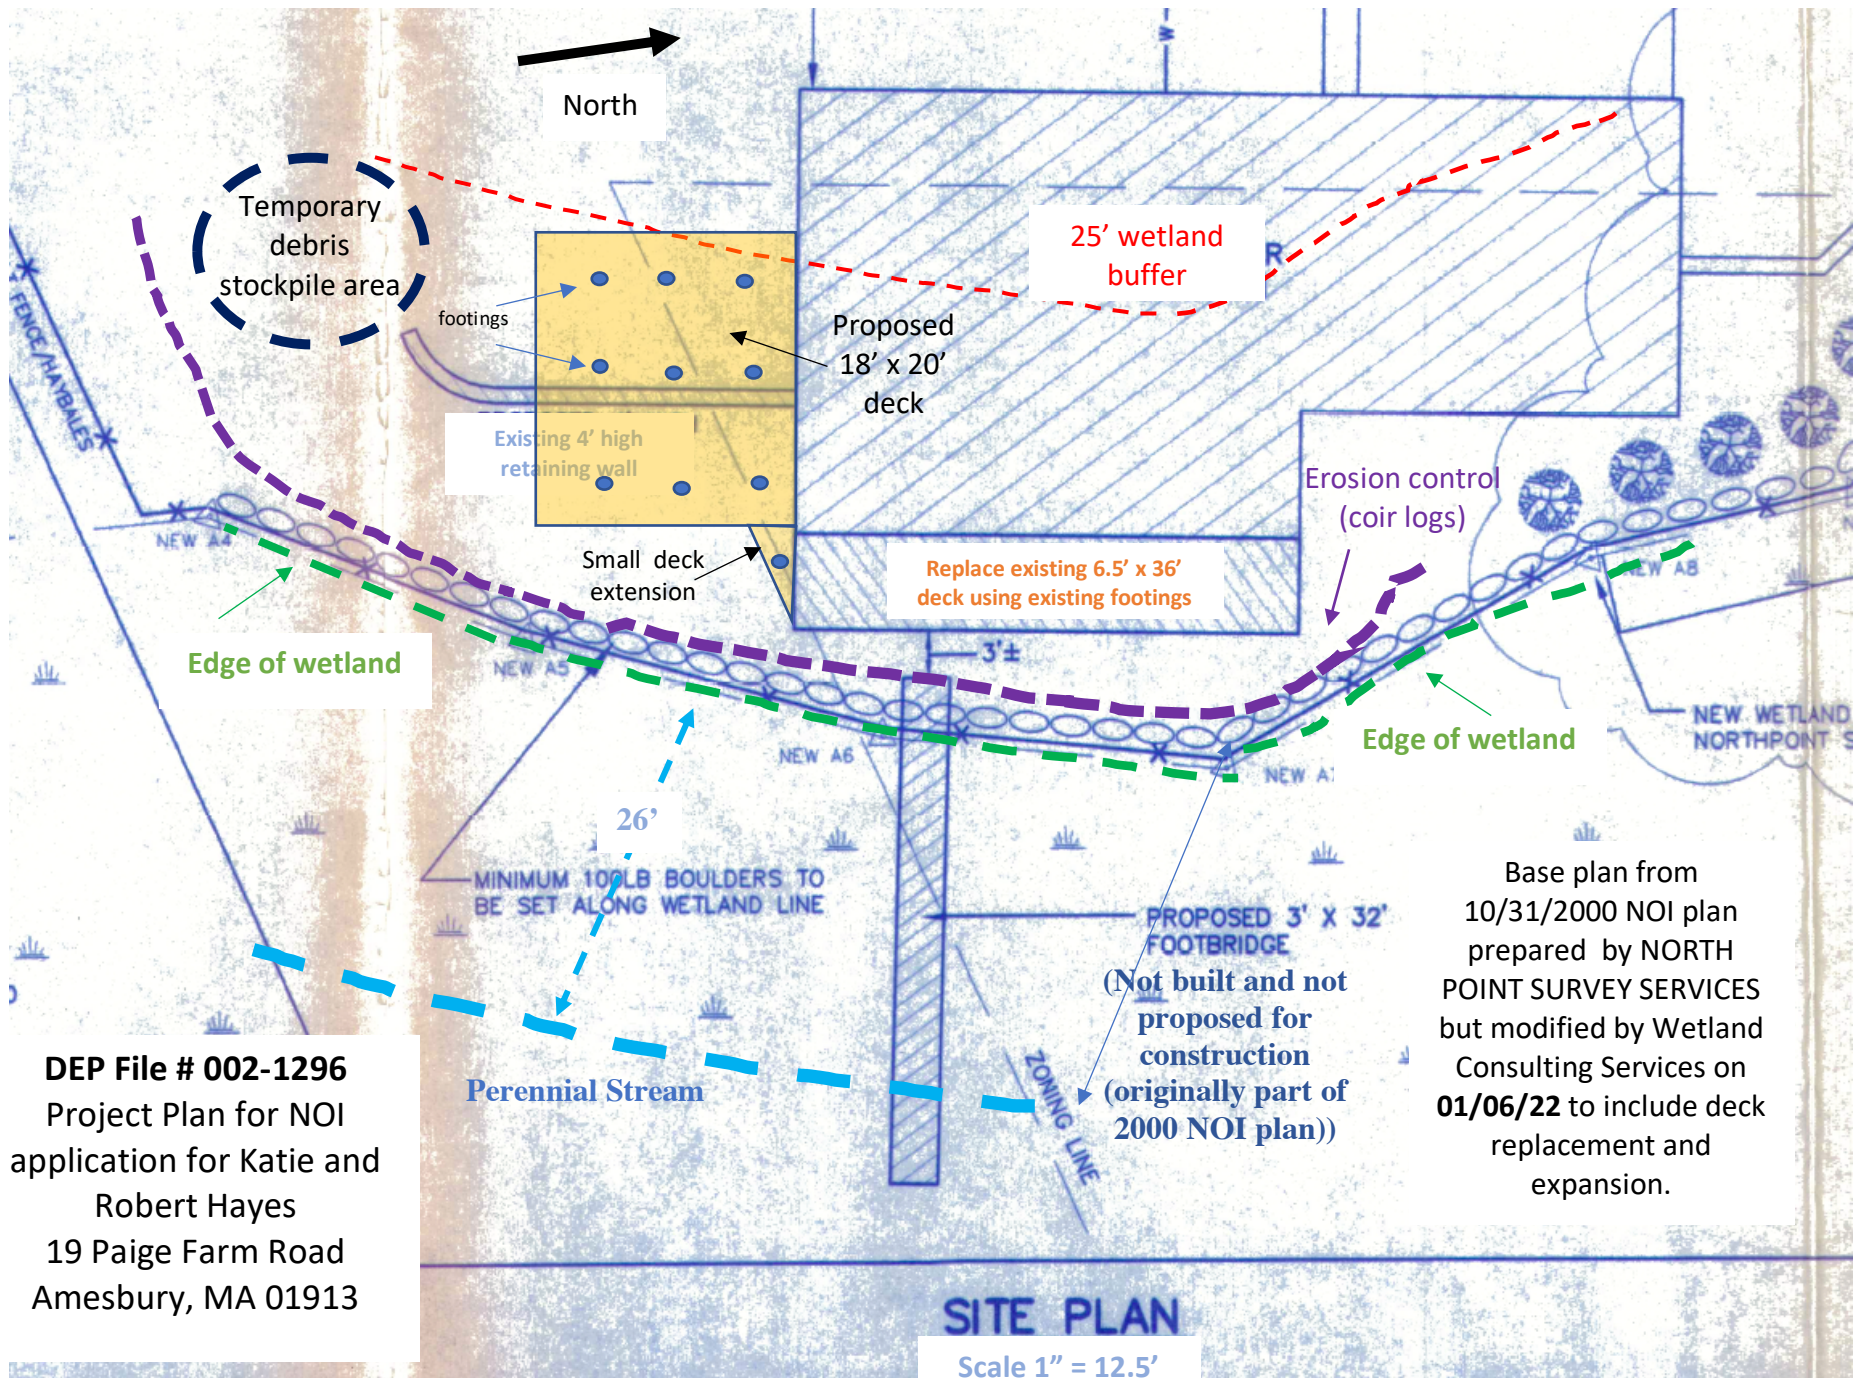 W
North
Temporary
debris
stockpile area
25’ wetland
buffer
R
FENCE/HAYBALES
footings
Proposed
18’ x 20’
deck
Existing 4’ high
retaining wall
Erosion control
(coir logs)
NEW A4
Small deck
extension
Replace existing 6.5’ x 36’
deck using existing footings
NEW A8
3'±
Edge of wetland
NEW A5
NEW A6
NEW A7
Edge of wetland
NEW WETLAND
NORTHPOINT S
26’
MINIMUM 100LB BOULDERS TO
BE SET ALONG WETLAND LINE
PROPOSED 3' X 32'
FOOTBRIDGE
(Not built and not
proposed for
construction
(originally part of
2000 NOI plan))
Base plan from
10/31/2000 NOI plan
prepared by NORTH
POINT SURVEY SERVICES
but modified by Wetland
Consulting Services on
01/06/22 to include deck
replacement and
expansion.
Perennial Stream
ZONING LINE
DEP File # 002-1296
Project Plan for NOI
application for Katie and
Robert Hayes
19 Paige Farm Road
Amesbury, MA 01913
SITE PLAN
Scale 1” = 12.5’